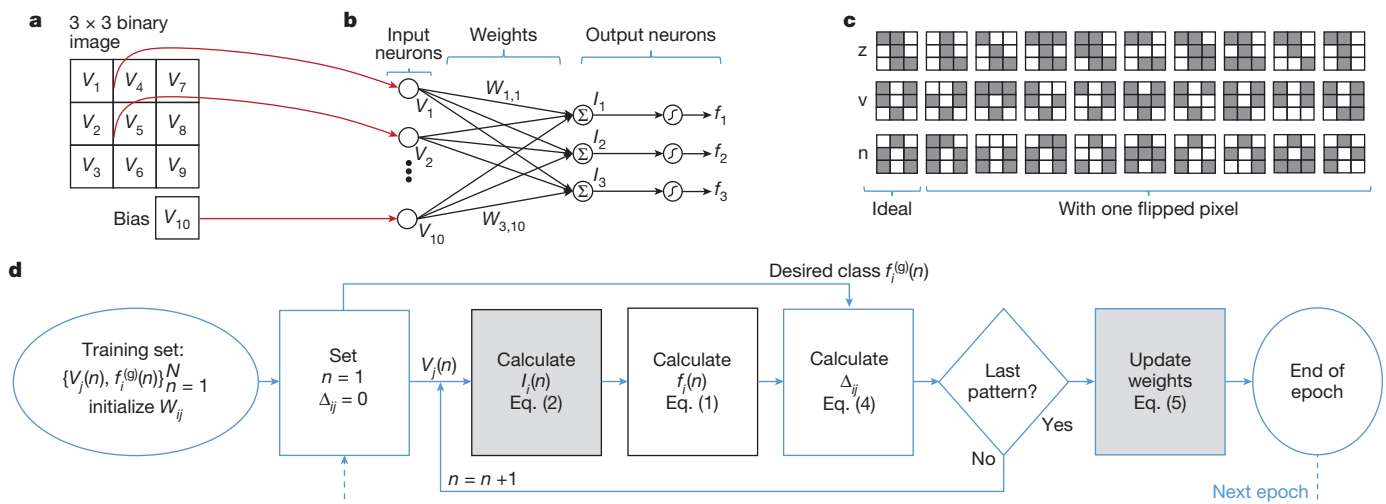 a
3 × 3 binary
image
V1 V4 V7
V2 V5 V8
V3 V6 V9
Bias V10
b
Input
neurons
Weights
Output neurons
V1
V2
V10
W1,1
W3,10
Σ I1 f1
Σ I2 f2
Σ I3 f3
c
z
v
n
Ideal
With one flipped pixel
d
Desired class fi(g)(n)
Training set:
{Vj(n), fi(g)(n)}N n = 1
initialize Wij
Set
n = 1
Δij = 0
Vj(n)
Calculate
Ii(n)
Eq. (2)
Calculate
fi(n)
Eq. (1)
Calculate
Δij
Eq. (4)
Last
pattern?
Yes
No
n = n +1
Update
weights
Eq. (5)
End of
epoch
Next epoch